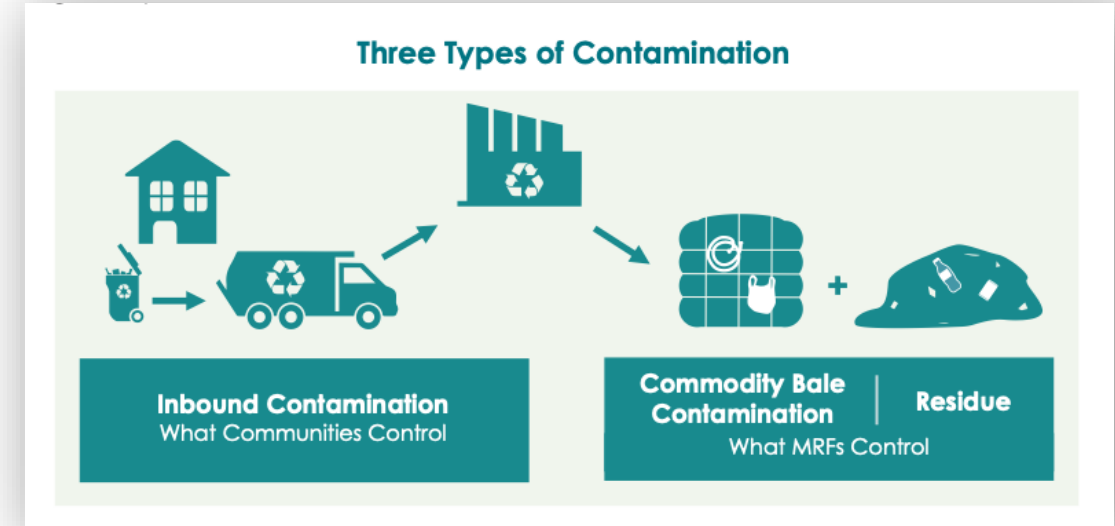 Three Types of Contamination
Inbound Contamination
What Communities Control
Commodity Bale
Contamination
Residue
What MRFs Control